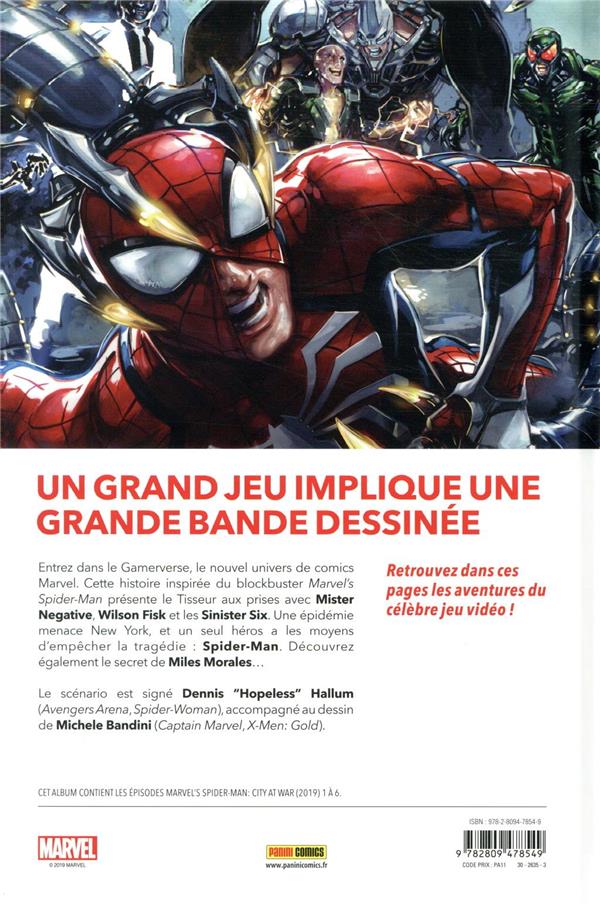 UN GRAND JEU IMPLIQUE UNE
GRANDE BANDE DESSINÉE
Entrez dans le Gamerverse, le nouvel univers de comics
Marvel. Cette histoire inspirée du blockbuster Marvel's
Spider-Man présente le Tisseur aux prises avec Mister
Negative, Wilson Fisk et les Sinister Six. Une épidémie
menace New York, et un seul héros a les moyens
d'empêcher la tragédie : Spider-Man. Découvrez
également le secret de Miles Morales...
Le scénario est signé Dennis "Hopeless" Hallum
(Avengers Arena, Spider-Woman), accompagné au dessin
de Michele Bandini (Captain Marvel, X-Men: Gold).
Retrouvez dans ces
pages les aventures du
célèbre jeu vidéo !
CET ALBUM CONTIENT LES ÉPISODES MARVEL'S SPIDER-MAN: CITY AT WAR (2019) 1 À 6.
MARVEL
© 2019 MARVEL
PANINI COMICS
www.paninicomics.fr
ISBN : 978-2-8094-7854-9
9 782809 478549
CODE PRIX : PA11 30 - 2635 - 3